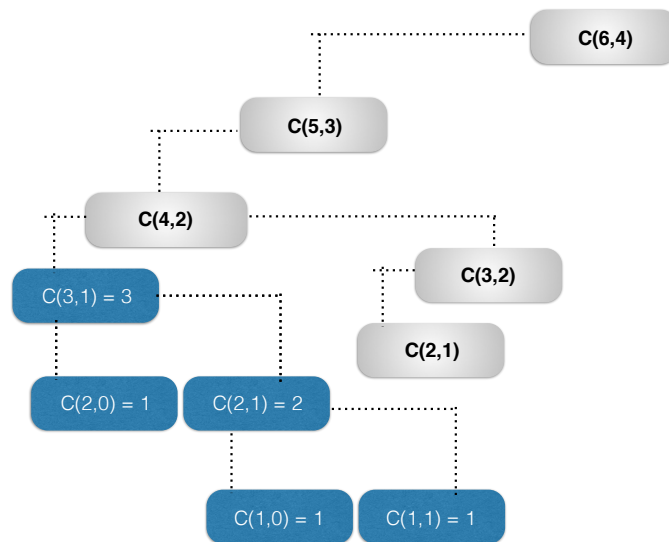 C(6,4)
C(5,3)
C(4,2)
C(3,2)
C(3,1) = 3
C(2,1)
C(2,0) = 1
C(2,1) = 2
C(1,0) = 1
C(1,1) = 1